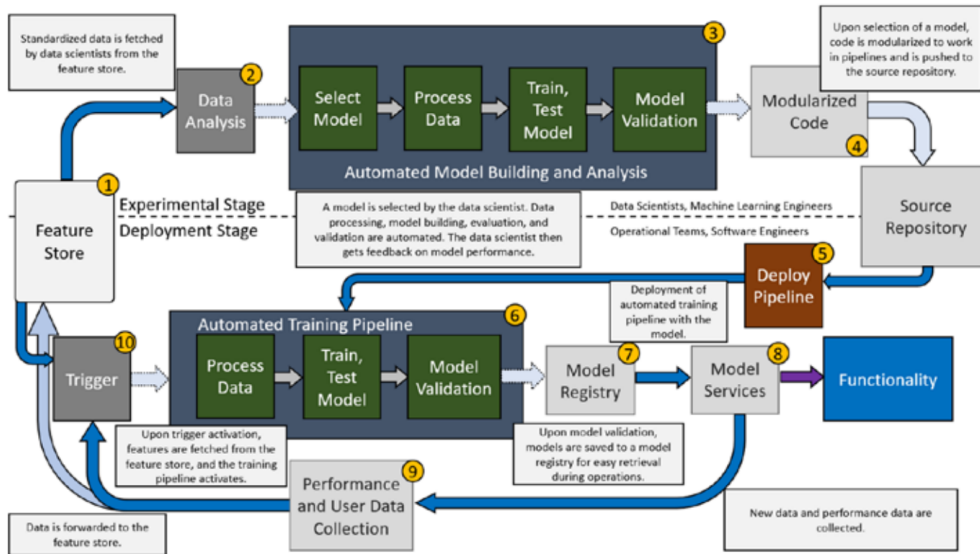 Standardized data is fetched
by data scientists from the
feature store.
2
Data
Analysis
3
Select
Model
Process
Data
Train,
Test
Model
Model
Validation
Automated Model Building and Analysis
Modularized
Code
4
Upon selection of a model,
code is modularized to work
in pipelines and is pushed
to the source repository.
1
Feature
Store
Experimental Stage
Deployment Stage
A model is selected by the data scientist. Data
processing, model building, evaluation, and
validation are automated. The data scientist then
gets feedback on model performance.
Data Scientists, Machine Learning Engineers
Operational Teams, Software Engineers
Source
Repository
5
Deploy
Pipeline
Deployment of
automated training
pipeline with the
model.
10
Trigger
Automated Training Pipeline
6
Process
Data
Train,
Test
Model
Model
Validation
7
Model
Registry
8
Model
Services
Functionality
Upon trigger activation,
features are fetched from the
feature store, and the training
pipeline activates.
Upon model validation,
models are saved to a model
registry for easy retrieval
during operations.
9
Performance
and User Data
Collection
Data is forwarded to the
feature store.
New data and performance data are
collected.